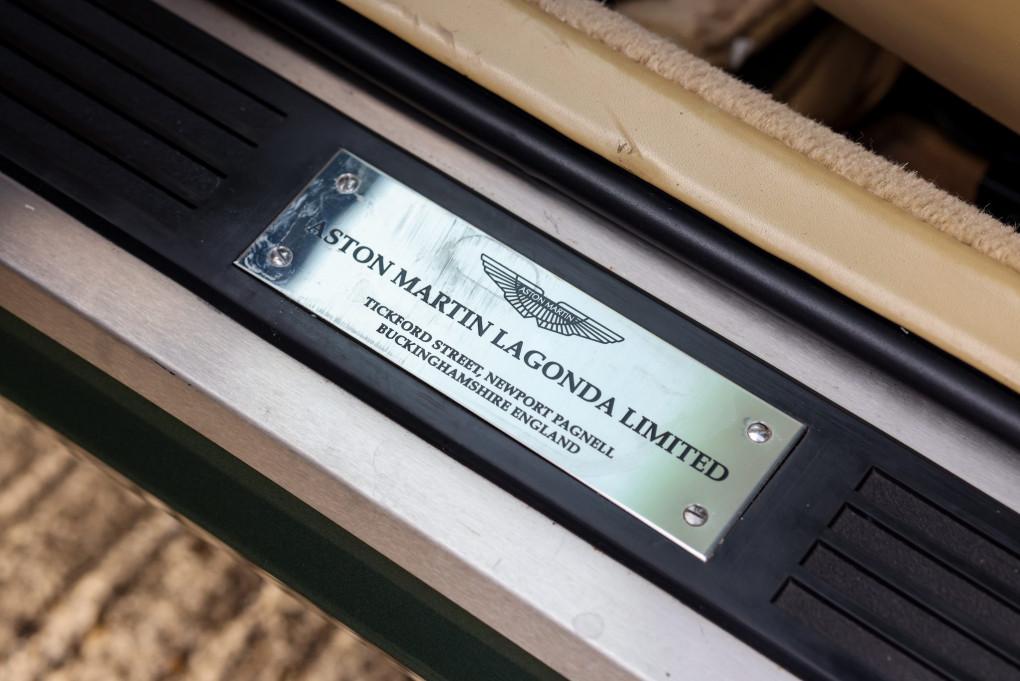 ASTON MARTIN
ASTON MARTIN LAGONDA LIMITED
TICKFORD STREET, NEWPORT PAGNELL
BUCKINGHAMSHIRE ENGLAND